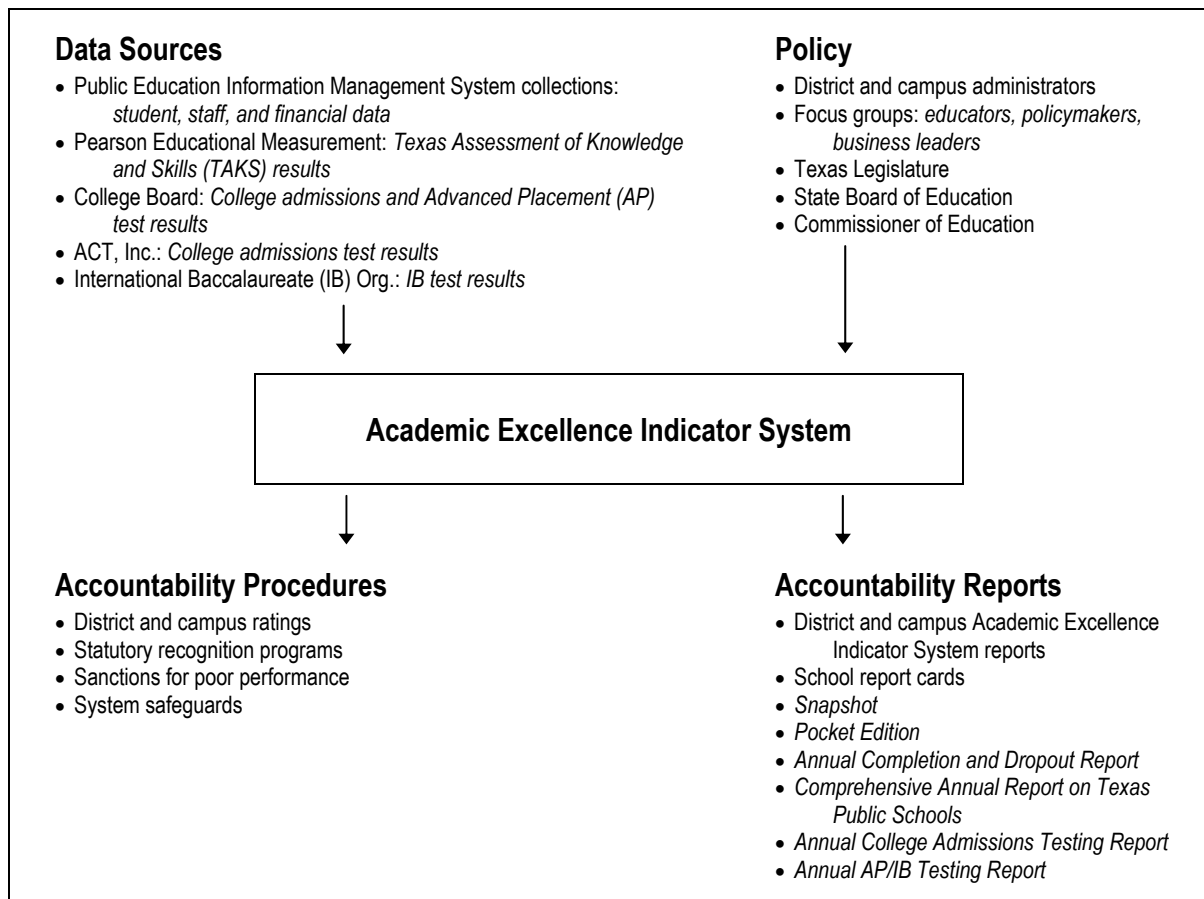 Data Sources
• Public Education Information Management System collections:
student, staff, and financial data
• Pearson Educational Measurement: Texas Assessment of Knowledge
and Skills (TAKS) results
• College Board: College admissions and Advanced Placement (AP)
test results
• ACT, Inc.: College admissions test results
• International Baccalaureate (IB) Org.: IB test results
Policy
• District and campus administrators
• Focus groups: educators, policymakers,
business leaders
• Texas Legislature
• State Board of Education
• Commissioner of Education
Academic Excellence Indicator System
Accountability Procedures
• District and campus ratings
• Statutory recognition programs
• Sanctions for poor performance
• System safeguards
Accountability Reports
• District and campus Academic Excellence
Indicator System reports
• School report cards
• Snapshot
• Pocket Edition
• Annual Completion and Dropout Report
• Comprehensive Annual Report on Texas
Public Schools
• Annual College Admissions Testing Report
• Annual AP/IB Testing Report